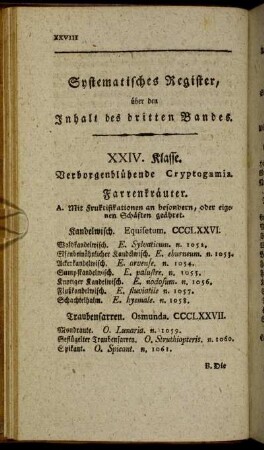 XXVIII
Systematisches Register,
über den
Inhalt des dritten Bandes.
XXIV. Klasse.
Verborgenblühende Cryptogamia.
Farrenkräuter.
A. Mit Fruktifikationen an besondern, oder eige-
nen Schäften geähret.
Kandelwisch. Equisetum. CCCLXXVI.
Waldkandelwisch. E. Sylvaticum. n. 1052.
Elfenbeinähnlicher Kandelwisch. E. eburneum. n. 1053.
Ackerkandelwisch. E. arvense. n. 1054.
Sumpfkandelwisch. E. palustre. n. 1055.
Knotiger Kandelwisch. E. nodosum. n. 1056.
Flußkandelwisch. E. fluviatile n. 1057.
Schachtelhalm. E. hyemale. n. 1058.
Traubenfarren. Osmunda. CCCLXXVII.
Mondraute. O. Lunaria. n. 1059.
Geflügelter Traubenfarren. O. Struthiopteris. n. 1060.
Spikant. O. Spicant. n. 1061.
B. Die